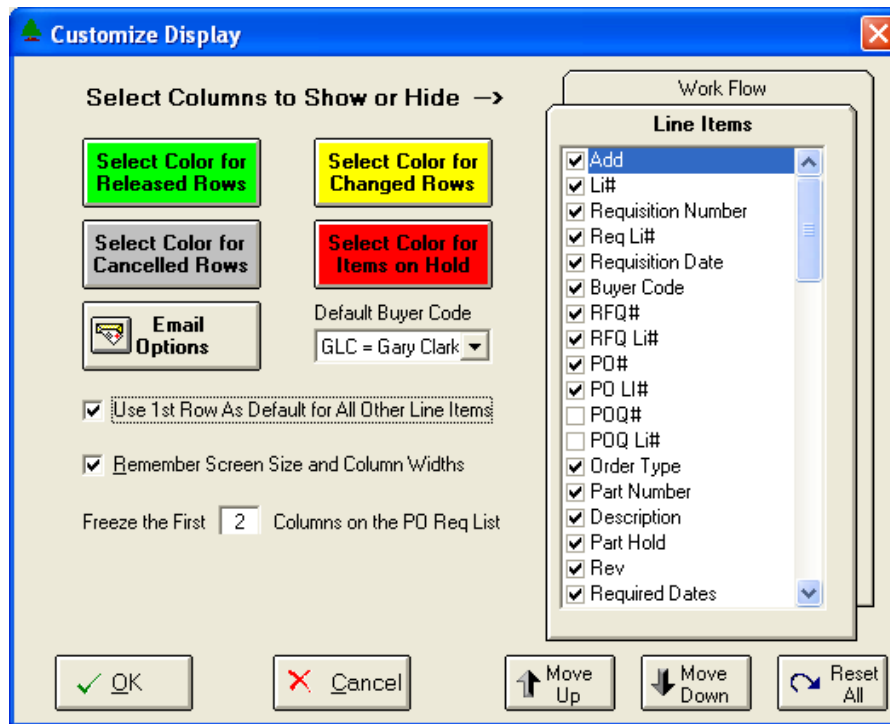 Customize Display
Select Columns to Show or Hide -->
Select Color for
Released Rows
Select Color for
Changed Rows
Select Color for
Cancelled Rows
Select Color for
Items on Hold
Email
Options
Default Buyer Code
GLC = Gary Clark
Use 1st Row As Default for All Other Line Items
Remember Screen Size and Column Widths
Freeze the First 2 Columns on the PO Req List
Work Flow
Line Items
Add
Li#
Requisition Number
Req Li#
Requisition Date
Buyer Code
RFQ#
RFQ Li#
PO#
PO LI#
POQ#
POQ Li#
Order Type
Part Number
Description
Part Hold
Rev
Required Dates
OK
Cancel
Move
Up
Move
Down
Reset
All